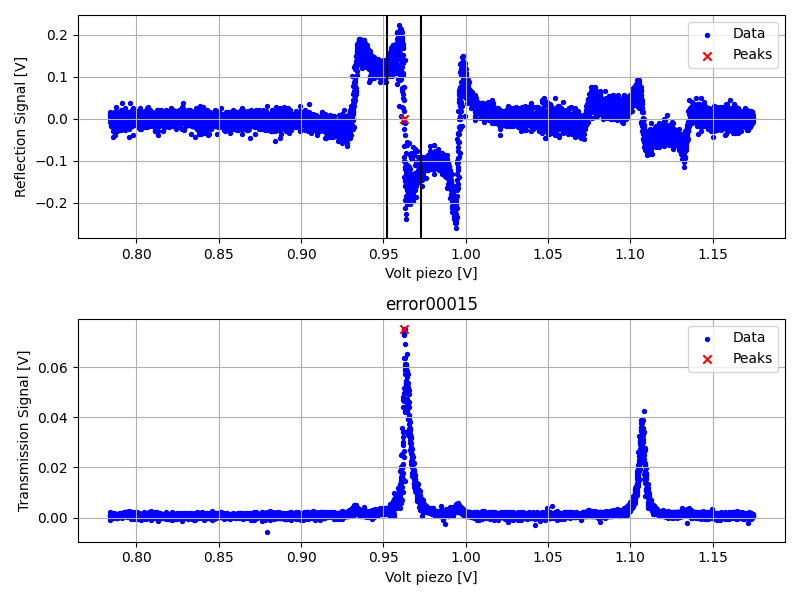 0.2
0.1
0.0
−0.1
−0.2
Reflection Signal [V]
Data
Peaks
0.80 0.85 0.90 0.95 1.00 1.05 1.10 1.15
Volt piezo [V]
error00015
0.06
0.04
0.02
0.00
Transmission Signal [V]
Data
Peaks
0.80 0.85 0.90 0.95 1.00 1.05 1.10 1.15
Volt piezo [V]